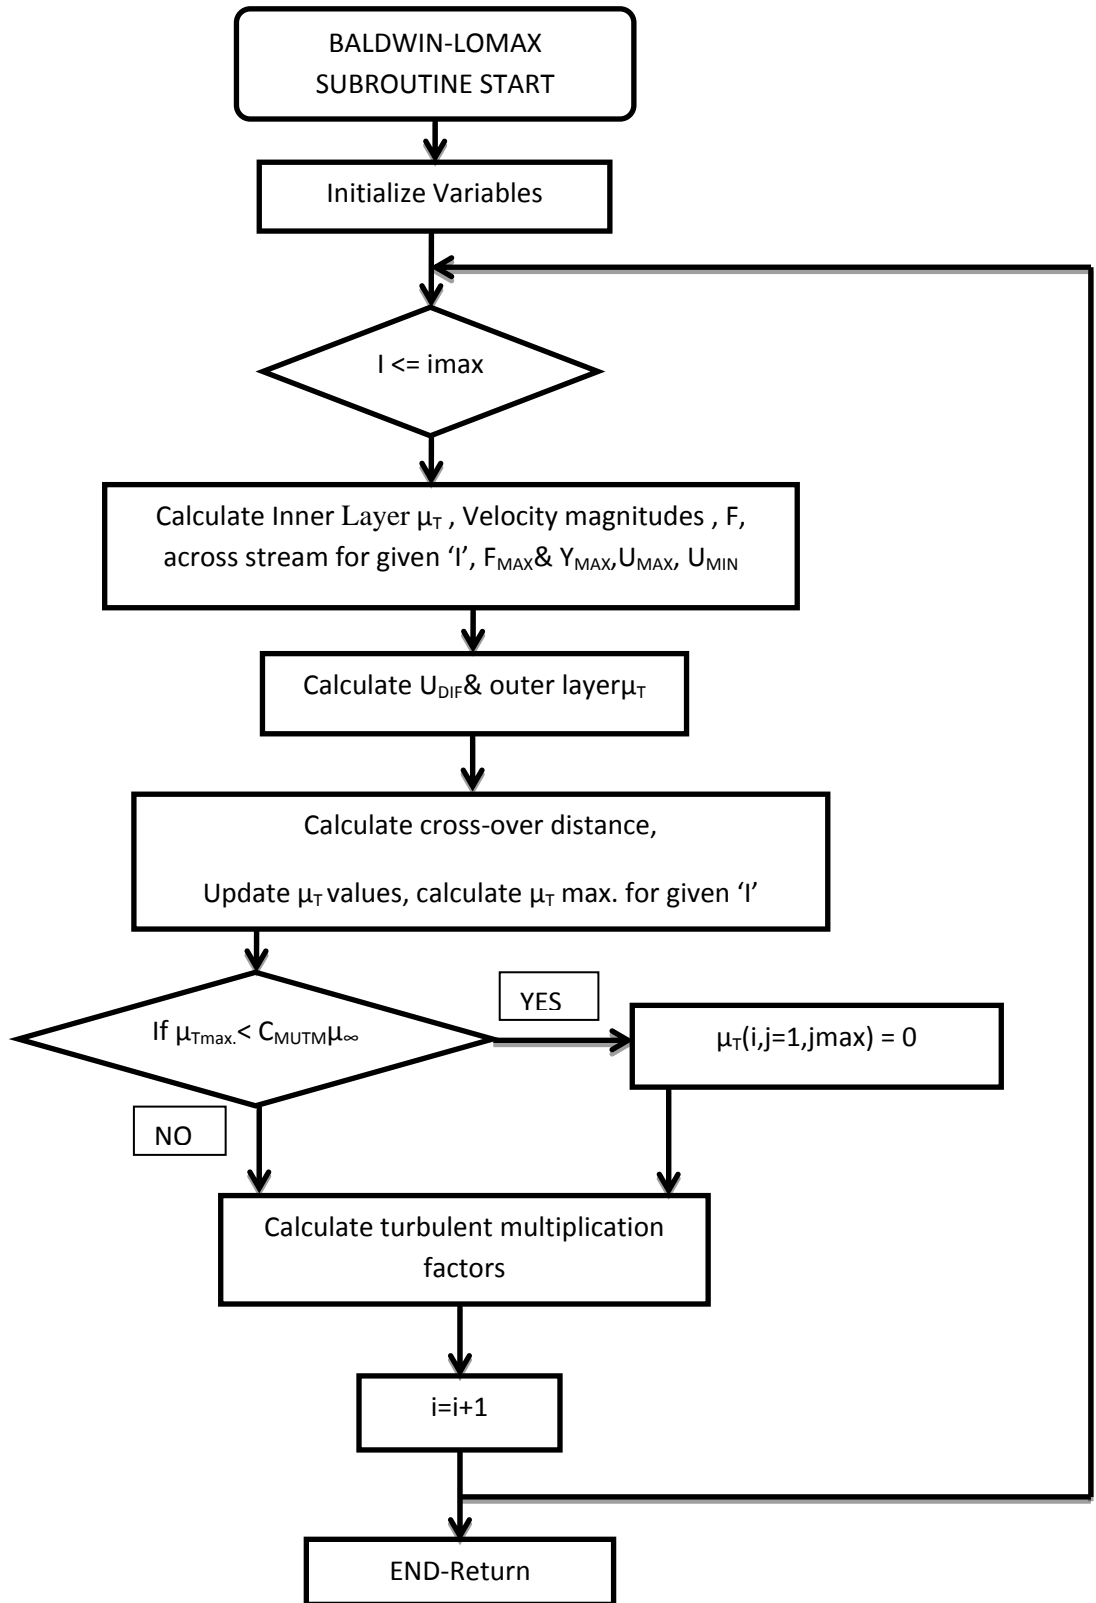 BALDWIN-LOMAX
SUBROUTINE START
Initialize Variables
I <= imax
Calculate Inner Layer μT , Velocity magnitudes , F,
across stream for given ‘I’, FMAX& YMAX,UMAX, UMIN
Calculate UDIF& outer layerμT
Calculate cross-over distance,
Update μT values, calculate μT max. for given ‘I’
If μTmax.< CMUTMμ∞
YES
μT(i,j=1,jmax) = 0
NO
Calculate turbulent multiplication
factors
i=i+1
END-Return